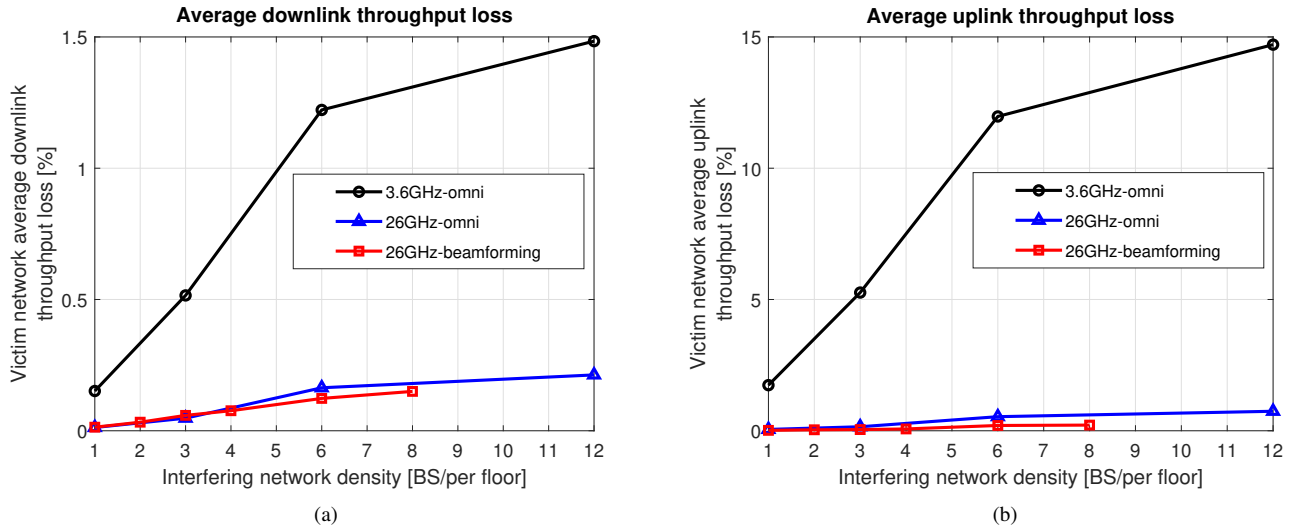 Average downlink throughput loss
Victim network average downlink
throughput loss [%]
1.5
1
0.5
0
3.6GHz-omni
26GHz-omni
26GHz-beamforming
1 2 3 4 5 6 7 8 9 10 11 12
Interfering network density [BS/per floor]
(a)
Average uplink throughput loss
Victim network average uplink
throughput loss [%]
15
10
5
0
3.6GHz-omni
26GHz-omni
26GHz-beamforming
1 2 3 4 5 6 7 8 9 10 11 12
Interfering network density [BS/per floor]
(b)